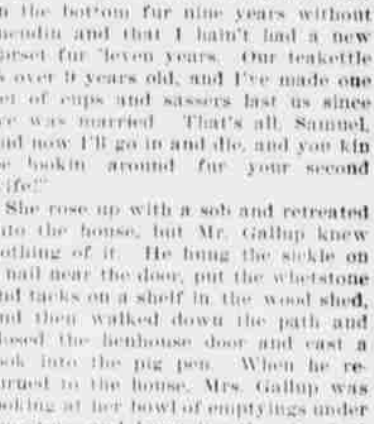 the bottom fur nine years without
mendin and that I hain't had a new
orset fur 'leven years. Our teakettle
s over 9 years old, and I've made one
et of cups and sassers last us since
we was married. That's all, Samuel,
and now I'll go in and die, and you kin
be lookin around fur your second
wife!"
She rose up with a sob and retreated
nto the house, but Mr. Gallup knew
nothing of it. He hung the sickle on
nail near the door, put the whetstone
and tacks on a shelf in the wood shed,
and then walked down the path and
closed the henhouse door and cast a
ook into the pig pen. When he re-
turned to the house, Mrs. Gallup was
ooking at her bowl of emptyings under